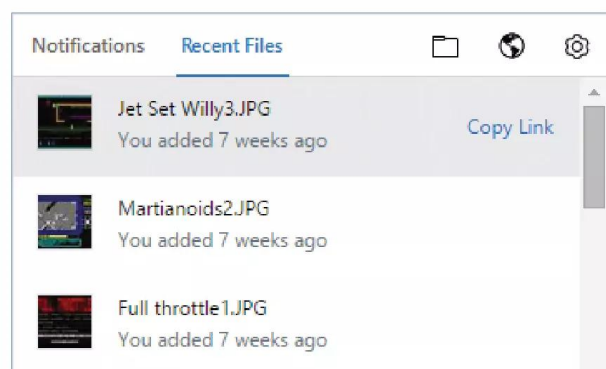 Notifications
Recent Files
Jet Set Willy3.JPG
You added 7 weeks ago
Copy Link
Martianoids2.JPG
You added 7 weeks ago
Full throttle1.JPG
You added 7 weeks ago